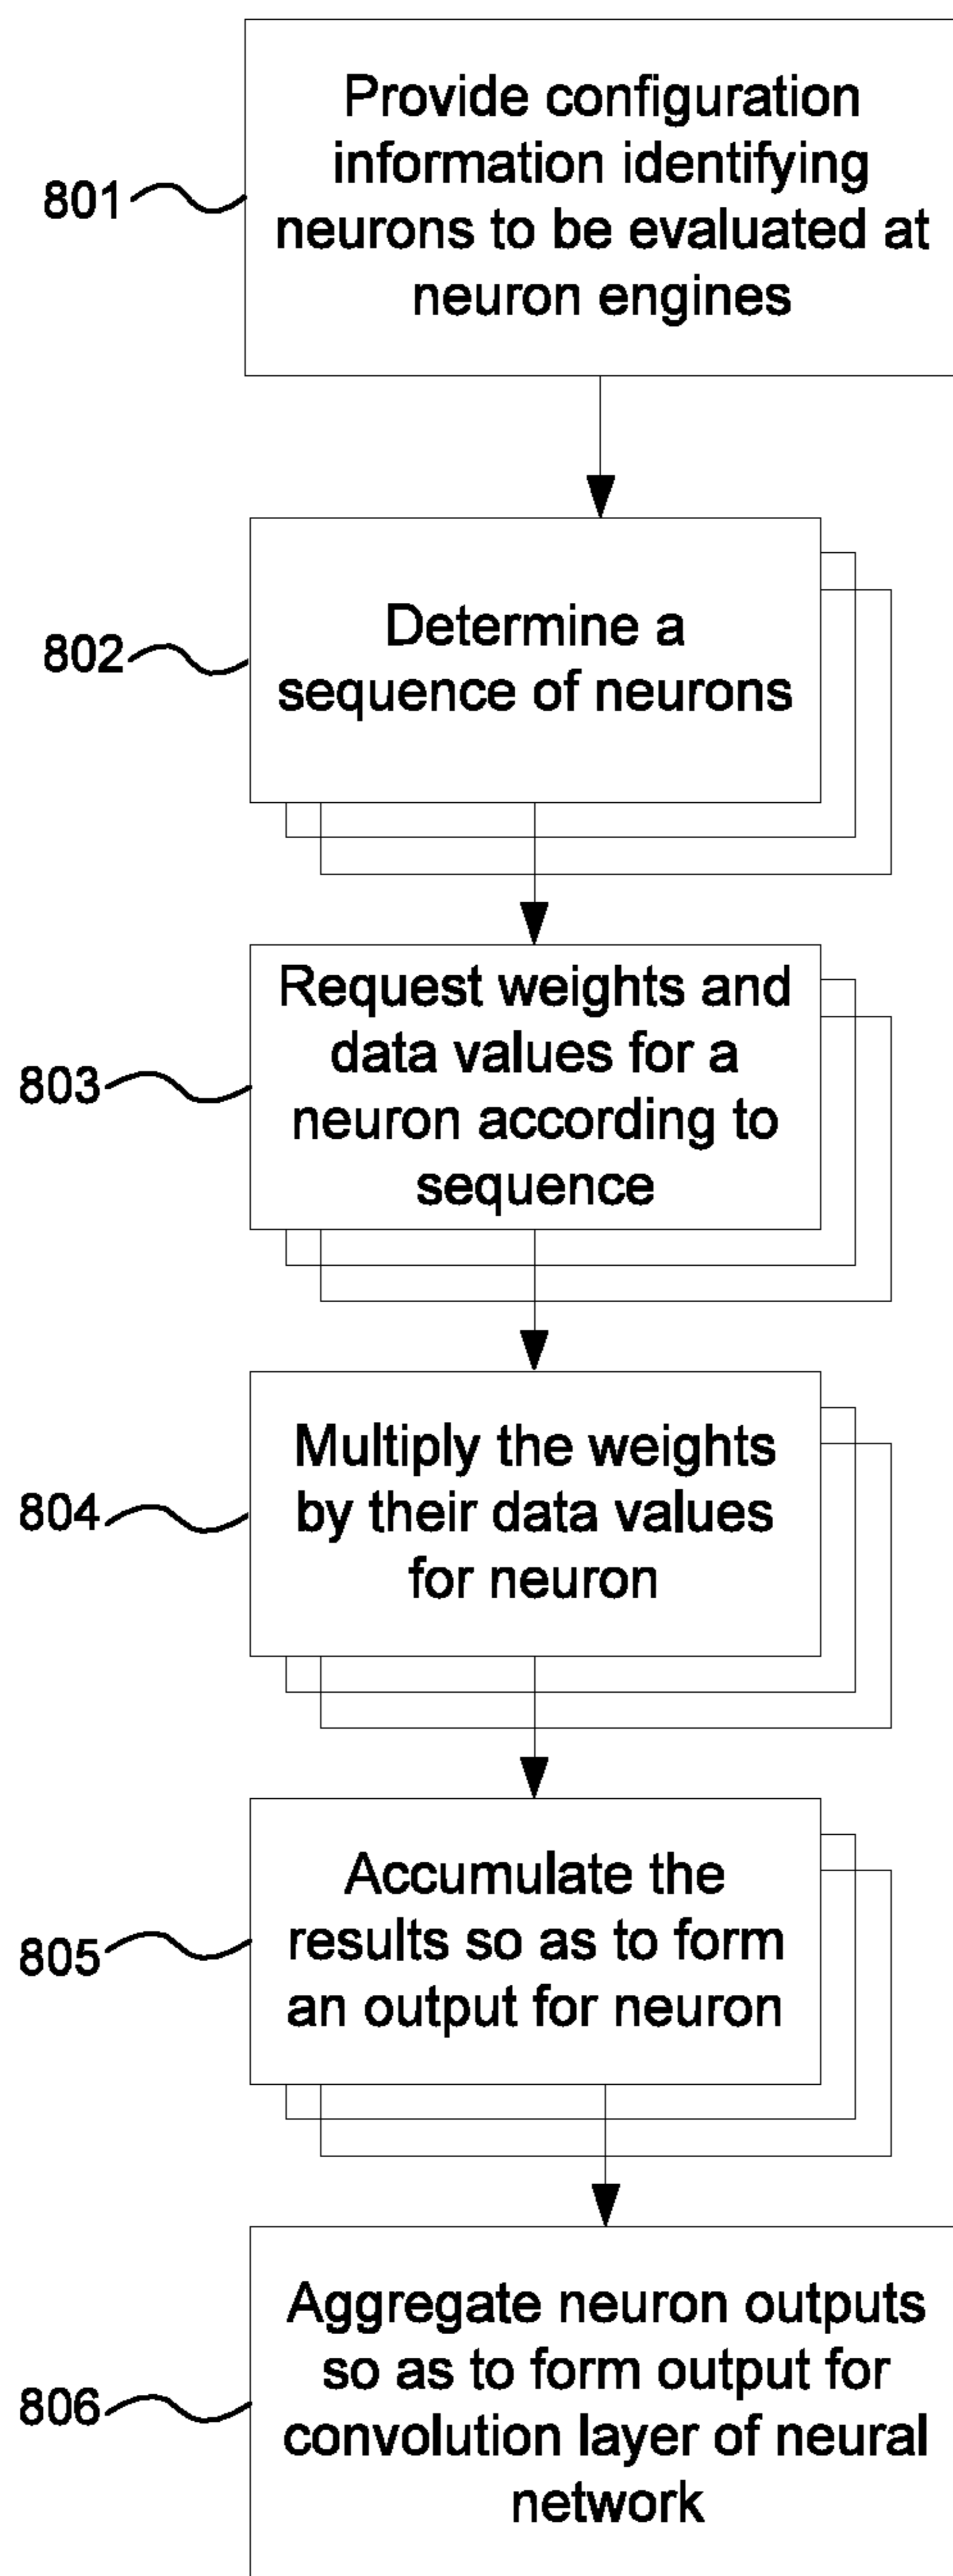 801
Provide configuration
information identifying
neurons to be evaluated at
neuron engines
802
Determine a
sequence of neurons
803
Request weights and
data values for a
neuron according to
sequence
804
Multiply the weights
by their data values
for neuron
805
Accumulate the
results so as to form
an output for neuron
806
Aggregate neuron outputs
so as to form output for
convolution layer of neural
network